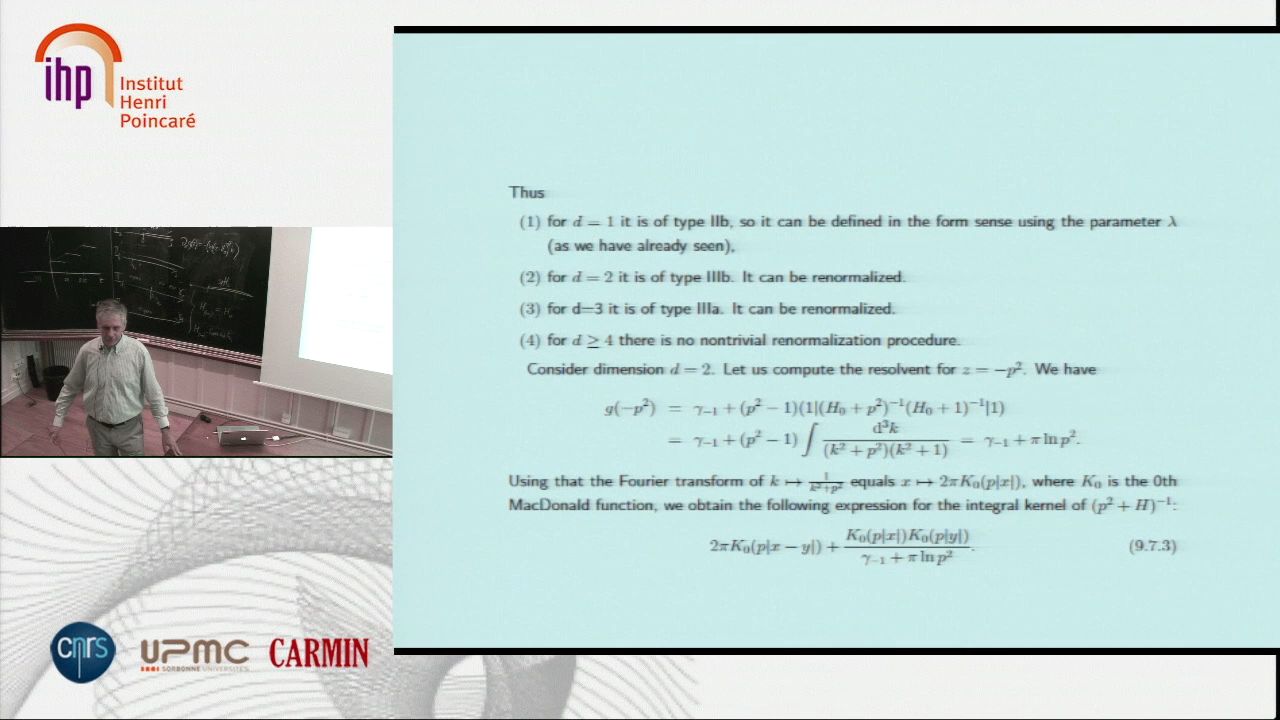 ihp Institut
Henri
Poincaré
Thus
(1) for d = 1 it is of type IIb, so it can be defined in the form sense using the parameter λ
(as we have already seen),
(2) for d = 2 it is of type IIIb. It can be renormalized.
(3) for d=3 it is of type IIIa. It can be renormalized.
(4) for d ≥ 4 there is no nontrivial renormalization procedure.
Consider dimension d = 2. Let us compute the resolvent for z = −p². We have
g(−p²) = γ₋₁ + (p² − 1)(1|(H₀ + p²)⁻¹(H₀ + 1)⁻¹|1)
= γ₋₁ + (p² − 1) ∫ d³k / (k² + p²)(k² + 1) = γ₋₁ + π ln p².
Using that the Fourier transform of k ↦ 1/(k²+p²) equals x ↦ 2πK₀(p|x|), where K₀ is the 0th
MacDonald function, we obtain the following expression for the integral kernel of (p² + H)⁻¹:
2πK₀(p|x − y|) + K₀(p|x|)K₀(p|y|) / γ₋₁ + π ln p². (9.7.3)
cnrs UPMC CARMIN
SORBONNE UNIVERSITÉS